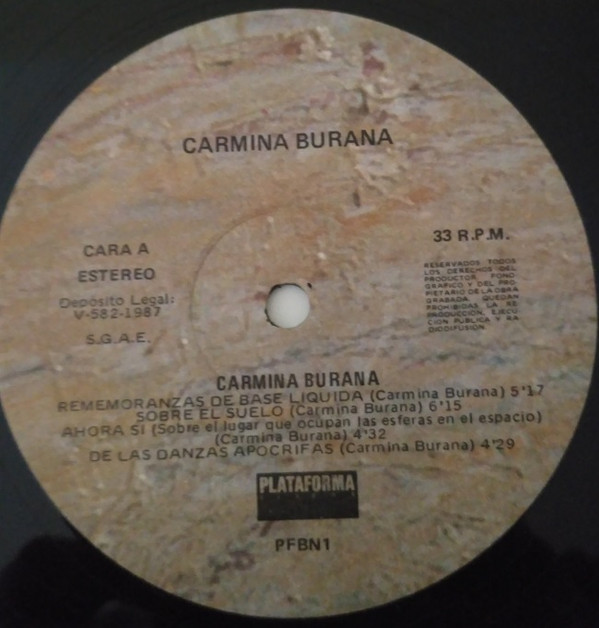 CARMINA BURANA
CARA A
ESTEREO
Depósito Legal:
V-582-1987
S.G.A.E.
33 R.P.M.
RESERVADOS TODOS
LOS DERECHOS DEL
PRODUCTOR FONO-
GRAFICO Y DEL PRO-
PIETARIO DE LA OBRA
GRABADA. QUEDAN
PROHIBIDAS LA RE-
PRODUCCION, EJECU-
CION PUBLICA Y RA-
DIODIFUSION.
CARMINA BURANA
REMEMORANZAS DE BASE LIQUIDA (Carmina Burana) 5'17
SOBRE EL SUELO (Carmina Burana) 6'15
AHORA SI (Sobre el lugar que ocupan las esferas en el espacio)
(Carmina Burana) 4'32
DE LAS DANZAS APOCRIFAS (Carmina Burana) 4'29
PLATAFORMA
PFBN1